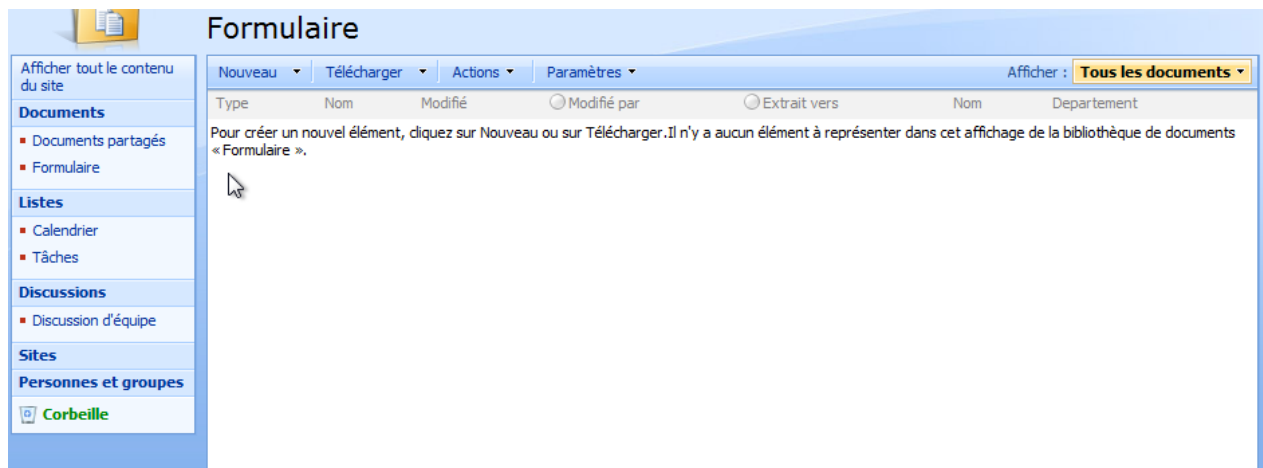 Formulaire
Afficher tout le contenu
du site
Documents
Documents partagés
Formulaire
Listes
Calendrier
Tâches
Discussions
Discussion d'équipe
Sites
Personnes et groupes
Corbeille
Nouveau Télécharger Actions Paramètres Afficher : Tous les documents
Type Nom Modifié Modifié par Extrait vers Nom Departement
Pour créer un nouvel élément, cliquez sur Nouveau ou sur Télécharger.Il n'y a aucun élément à représenter dans cet affichage de la bibliothèque de documents
« Formulaire ».